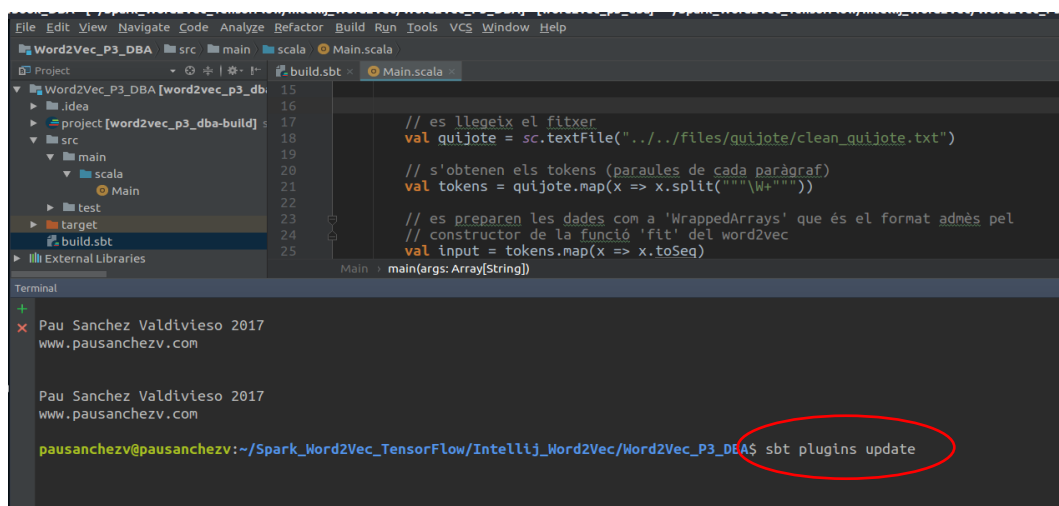 File Edit View Navigate Code Analyze Refactor Build Run Tools VCS Window Help
Word2Vec_P3_DBA src main scala Main.scala
Project build.sbt Main.scala
Word2Vec_P3_DBA [word2vec_p3_dba 15
.idea 16
project [word2vec_p3_dba-build] s 17 // es llegeix el fitxer
src 18 val quijote = sc.textFile("../../files/quijote/clean_quijote.txt")
main 19
scala 20 // s'obtenen els tokens (paraules de cada paràgraf)
Main 21 val tokens = quijote.map(x => x.split("""\W+"""))
test 22
target 23 // es preparen les dades com a 'WrappedArrays' que és el format admès pel
build.sbt 24 // constructor de la funció 'fit' del word2vec
External Libraries 25 val input = tokens.map(x => x.toSeq)
Main main(args: Array[String])
Terminal
Pau Sanchez Valdivieso 2017
www.pausanchezv.com
Pau Sanchez Valdivieso 2017
www.pausanchezv.com
pausanchezv@pausanchezv:~/Spark_Word2Vec_TensorFlow/Intellij_Word2Vec/Word2Vec_P3_DBA$ sbt plugins update